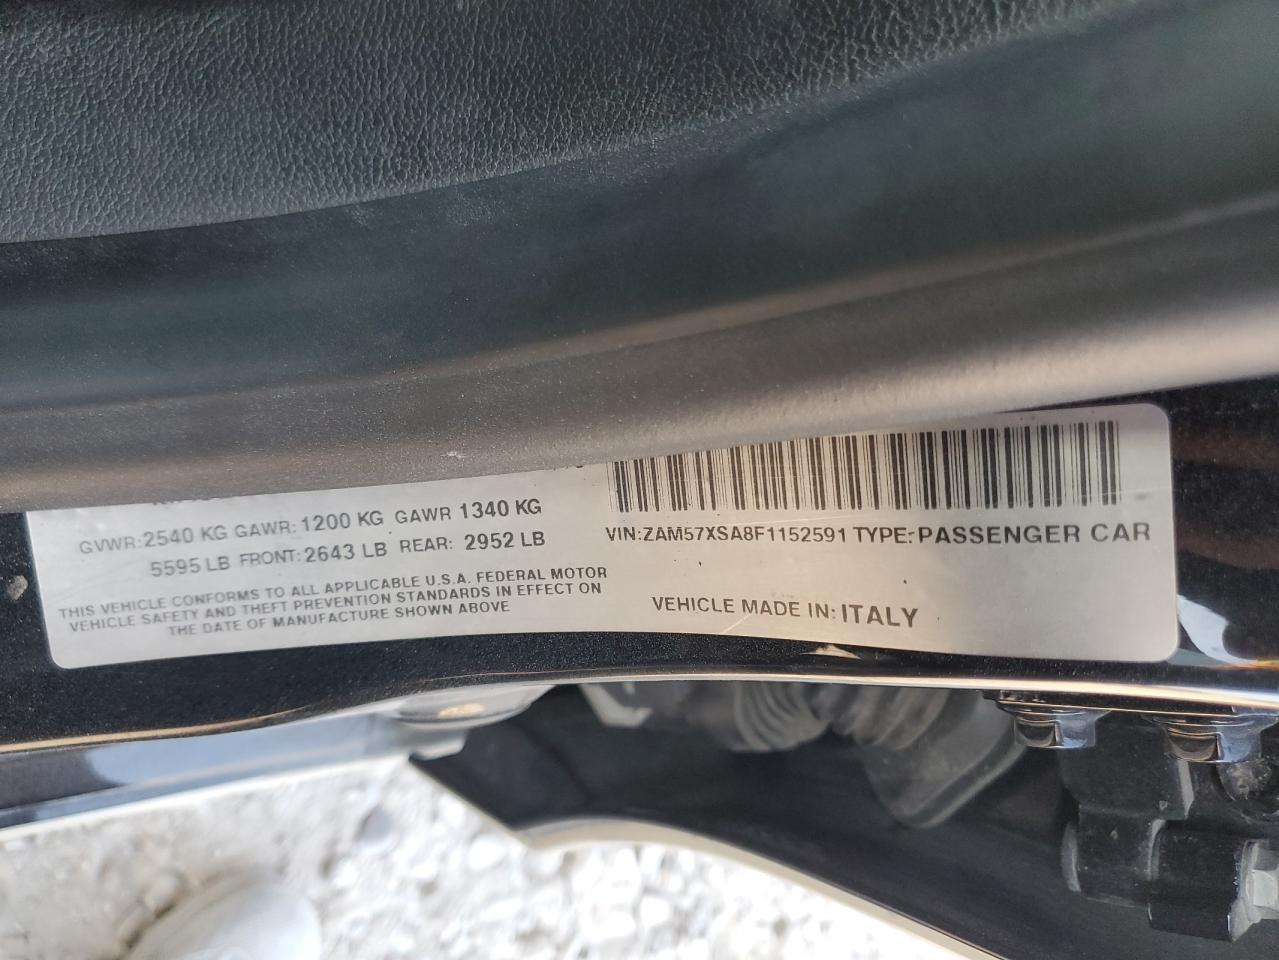 GVWR: 2540 KG GAWR: 1200 KG GAWR 1340 KG
5595 LB FRONT: 2643 LB REAR: 2952 LB
THIS VEHICLE CONFORMS TO ALL APPLICABLE U.S.A. FEDERAL MOTOR
VEHICLE SAFETY AND THEFT PREVENTION STANDARDS IN EFFECT ON
THE DATE OF MANUFACTURE SHOWN ABOVE
VIN: ZAM57XSA8F1152591 TYPE: PASSENGER CAR
VEHICLE MADE IN: ITALY